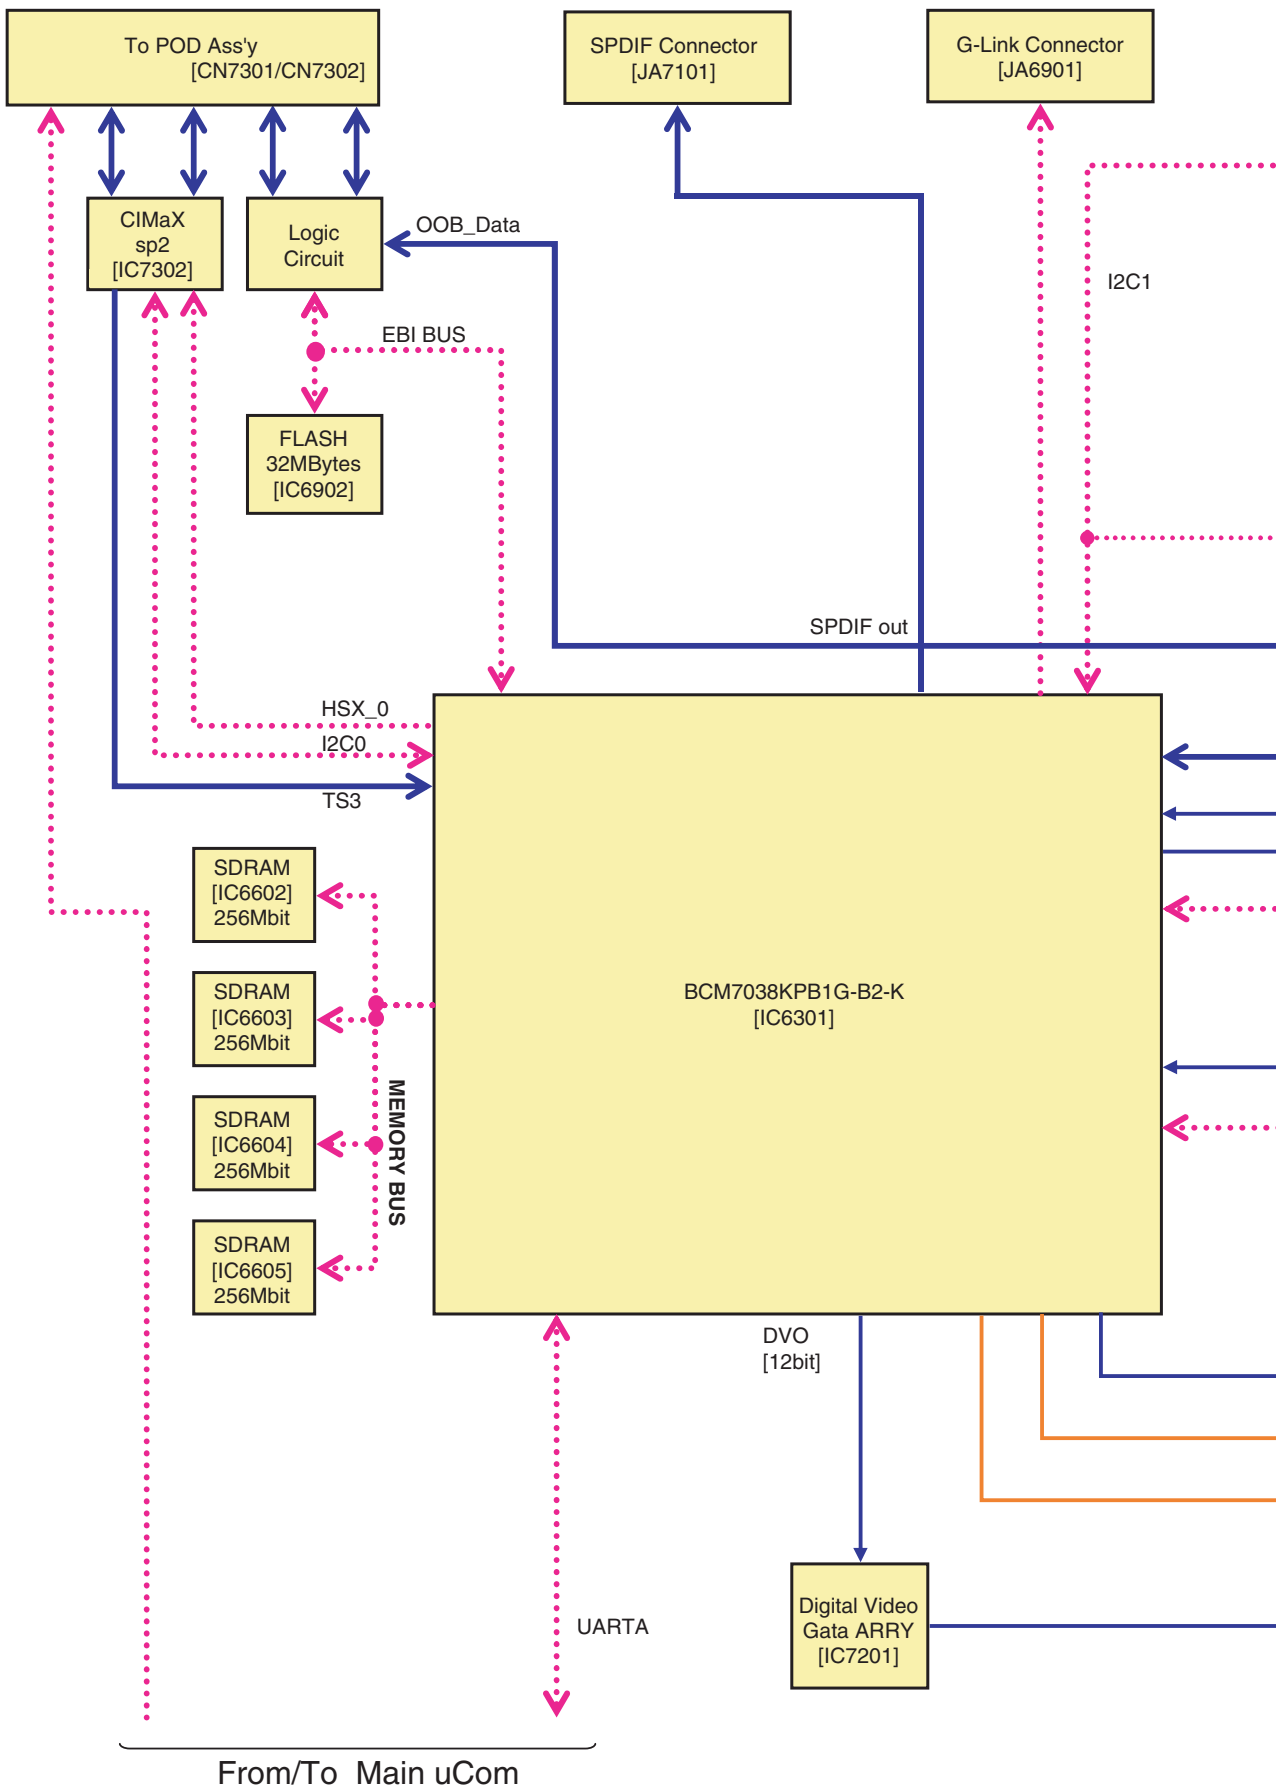 To POD Ass'y
[CN7301/CN7302]
SPDIF Connector
[JA7101]
G-Link Connector
[JA6901]
CIMaX
sp2
[IC7302]
Logic
Circuit
OOB_Data
I2C1
EBI BUS
FLASH
32MBytes
[IC6902]
SPDIF out
HSX_0
I2C0
TS3
SDRAM
[IC6602]
256Mbit
SDRAM
[IC6603]
256Mbit
BCM7038KPB1G-B2-K
[IC6301]
MEMORY BUS
SDRAM
[IC6604]
256Mbit
SDRAM
[IC6605]
256Mbit
DVO
[12bit]
Digital Video
Gata ARRY
[IC7201]
UARTA
From/To Main uCom